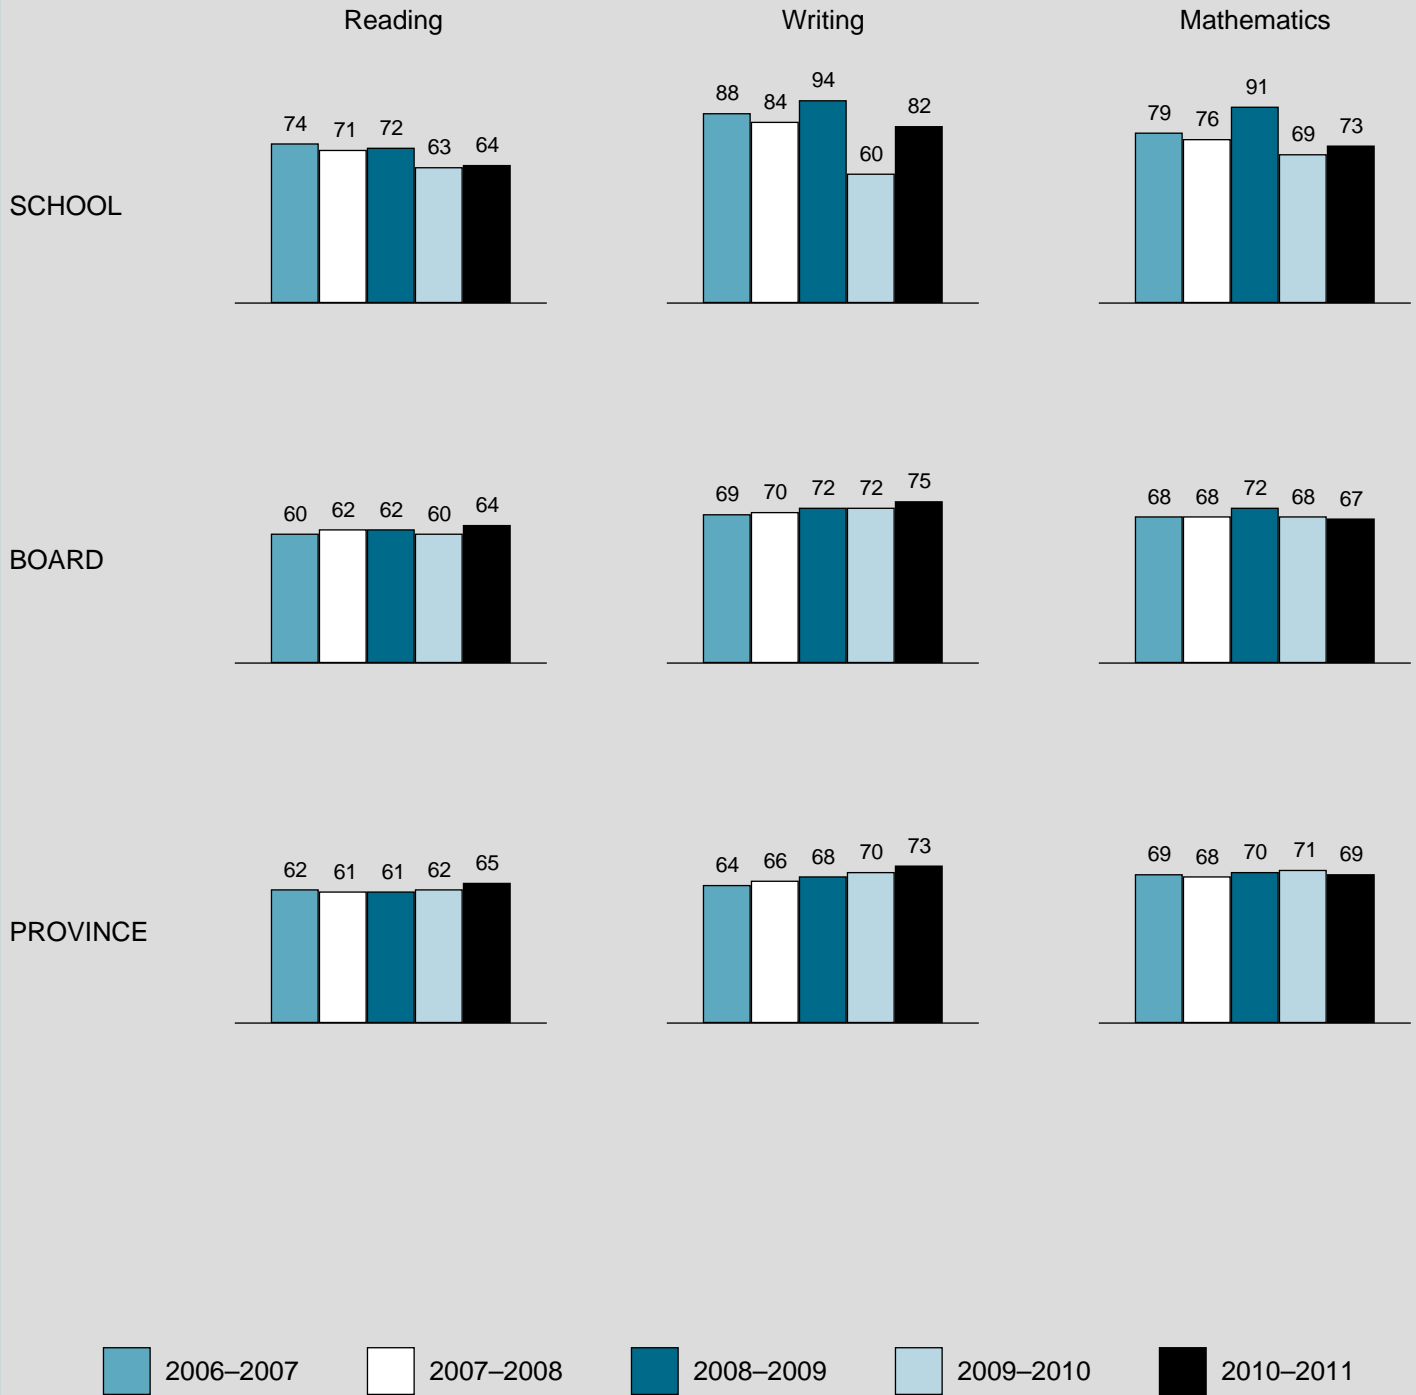 Reading Writing Mathematics
SCHOOL
74 71 72 63 64
88 84 94 60 82
79 76 91 69 73
BOARD
60 62 62 60 64
69 70 72 72 75
68 68 72 68 67
PROVINCE
62 61 61 62 65
64 66 68 70 73
69 68 70 71 69
2006–2007 2007–2008 2008–2009 2009–2010 2010–2011